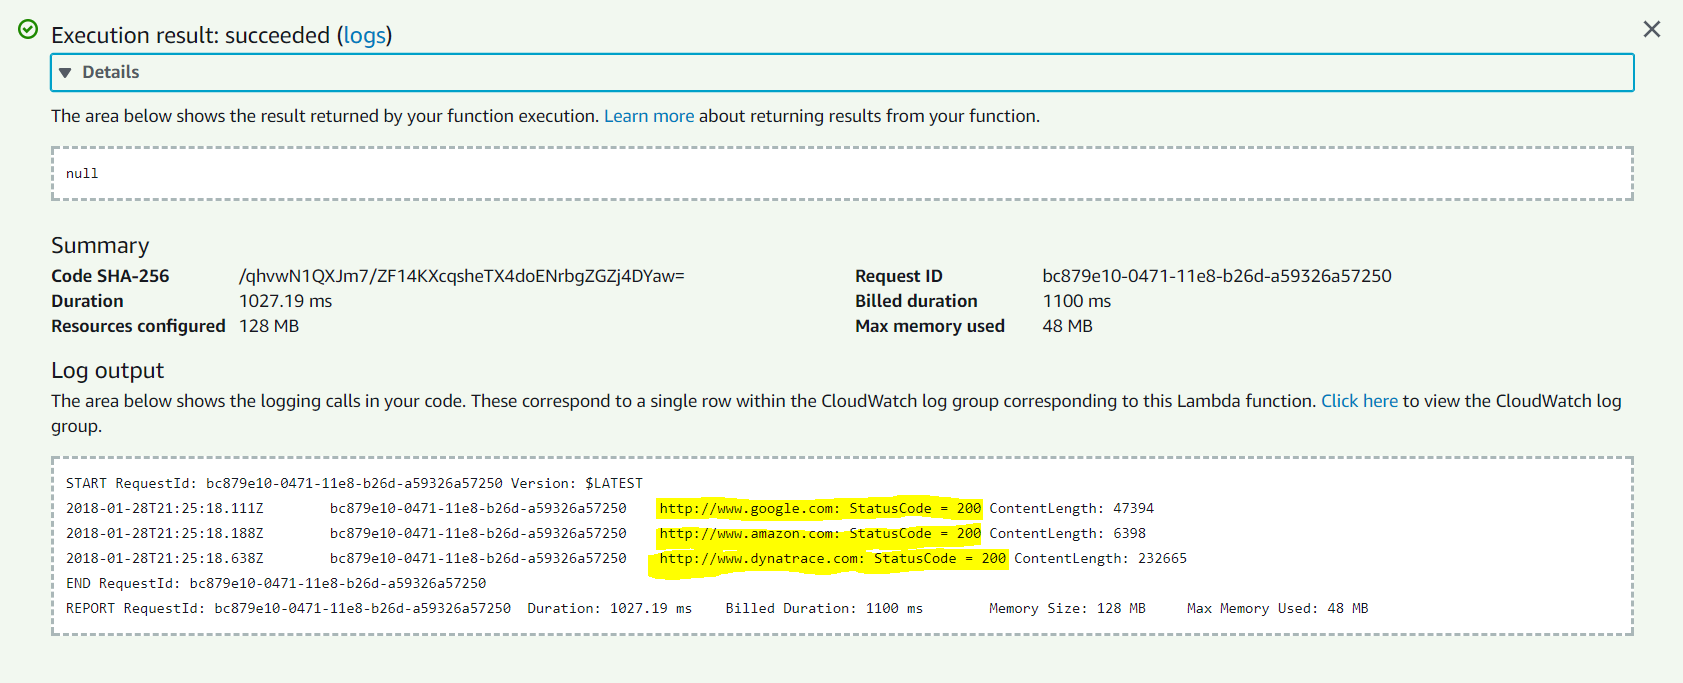 Execution result: succeeded (logs)
Details
The area below shows the result returned by your function execution. Learn more about returning results from your function.
null
Summary
Code SHA-256 /qhvwN1QXJm7/ZF14KXcqsheTX4doENrbgZGZj4DYaw= Request ID bc879e10-0471-11e8-b26d-a59326a57250
Duration 1027.19 ms Billed duration 1100 ms
Resources configured 128 MB Max memory used 48 MB
Log output
The area below shows the logging calls in your code. These correspond to a single row within the CloudWatch log group corresponding to this Lambda function. Click here to view the CloudWatch log
group.
START RequestId: bc879e10-0471-11e8-b26d-a59326a57250 Version: $LATEST
2018-01-28T21:25:18.111Z bc879e10-0471-11e8-b26d-a59326a57250 http://www.google.com: StatusCode = 200 ContentLength: 47394
2018-01-28T21:25:18.188Z bc879e10-0471-11e8-b26d-a59326a57250 http://www.amazon.com: StatusCode = 200 ContentLength: 6398
2018-01-28T21:25:18.638Z bc879e10-0471-11e8-b26d-a59326a57250 http://www.dynatrace.com: StatusCode = 200 ContentLength: 232665
END RequestId: bc879e10-0471-11e8-b26d-a59326a57250
REPORT RequestId: bc879e10-0471-11e8-b26d-a59326a57250 Duration: 1027.19 ms Billed Duration: 1100 ms Memory Size: 128 MB Max Memory Used: 48 MB